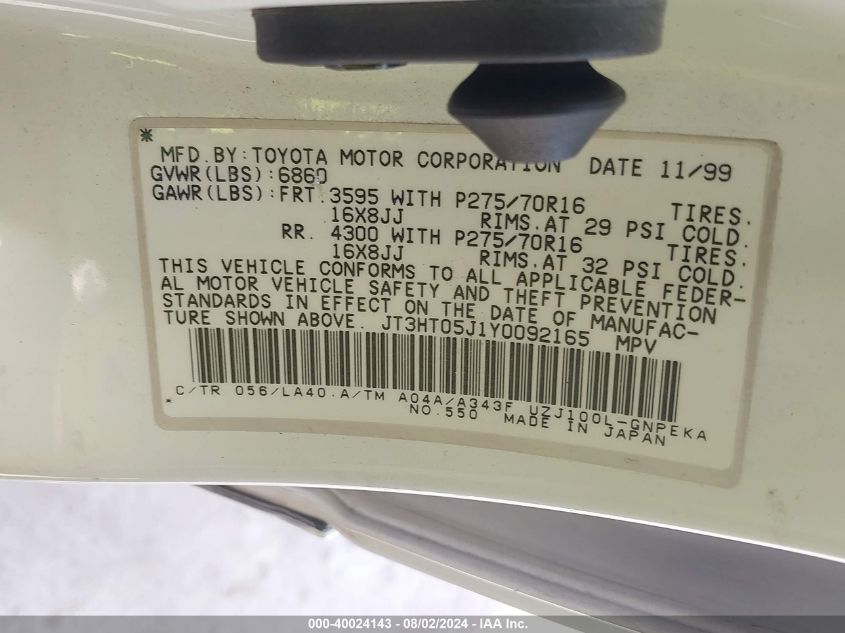 *
MFD.BY:TOYOTA MOTOR CORPORATION DATE 11/99
GVWR(LBS):6860
GAWR(LBS):FRT.3595 WITH P275/70R16 TIRES.
16X8JJ RIMS.AT 29 PSI COLD.
RR. 4300 WITH P275/70R16 TIRES.
16X8JJ RIMS.AT 32 PSI COLD.
THIS VEHICLE CONFORMS TO ALL APPLICABLE FEDER-
AL MOTOR VEHICLE SAFETY AND THEFT PREVENTION
STANDARDS IN EFFECT ON THE DATE OF MANUFAC-
TURE SHOWN ABOVE. JT3HT05J1Y0092165 MPV
C/TR 056/LA40.A/TM A04A/A343F UZJ100L-GNPEKA
* NO.550 MADE IN JAPAN
000-40024143 - 08/02/2024 - IAA Inc.